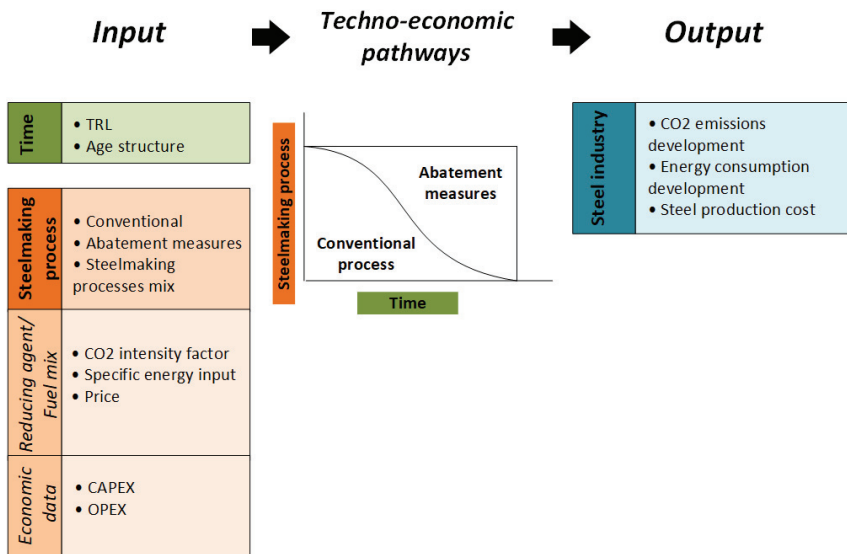 Input
Techno-economic
pathways
Output
Time
• TRL
• Age structure
Steelmaking
process
• Conventional
• Abatement measures
• Steelmaking
processes mix
Reducing agent/
Fuel mix
• CO2 intensity factor
• Specific energy input
• Price
Economic
data
• CAPEX
• OPEX
Steelmaking process
Abatement
measures
Conventional
process
Time
Steel industry
• CO2 emissions
development
• Energy consumption
development
• Steel production cost